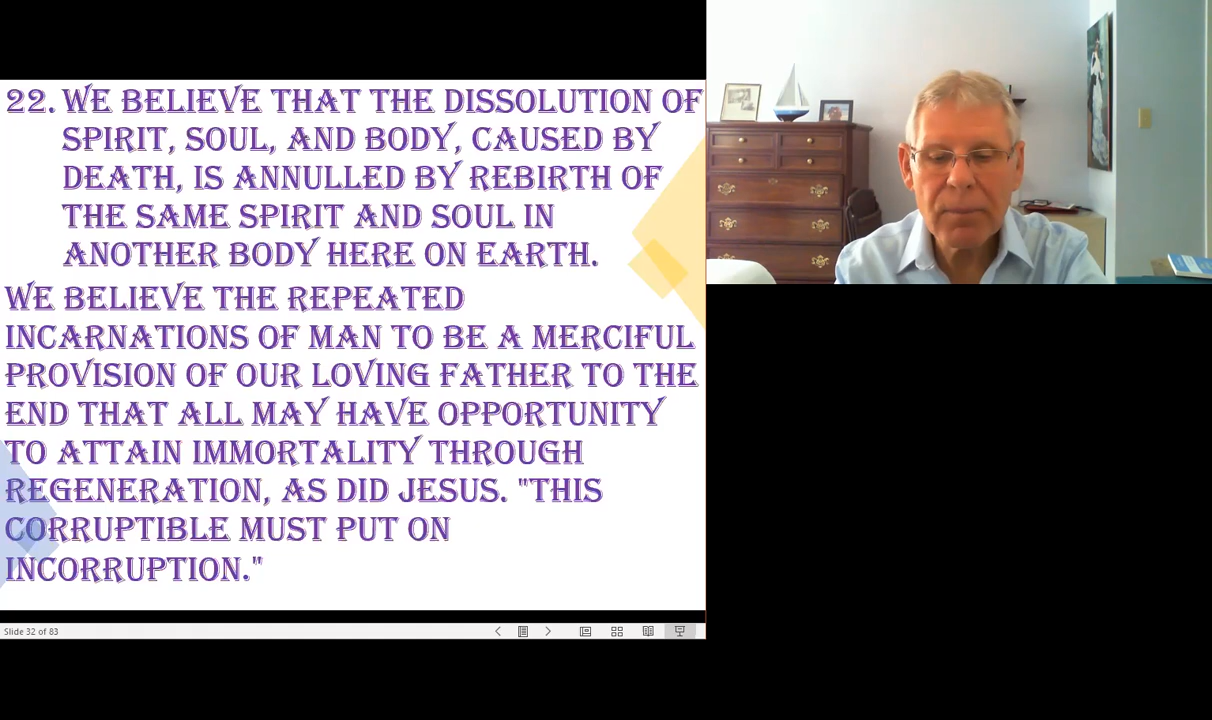 22. WE BELIEVE THAT THE DISSOLUTION OF
SPIRIT, SOUL, AND BODY, CAUSED BY
DEATH, IS ANNULLED BY REBIRTH OF
THE SAME SPIRIT AND SOUL IN
ANOTHER BODY HERE ON EARTH.
WE BELIEVE THE REPEATED
INCARNATIONS OF MAN TO BE A MERCIFUL
PROVISION OF OUR LOVING FATHER TO THE
END THAT ALL MAY HAVE OPPORTUNITY
TO ATTAIN IMMORTALITY THROUGH
REGENERATION, AS DID JESUS. "THIS
CORRUPTIBLE MUST PUT ON
INCORRUPTION."
Slide 32 of 83